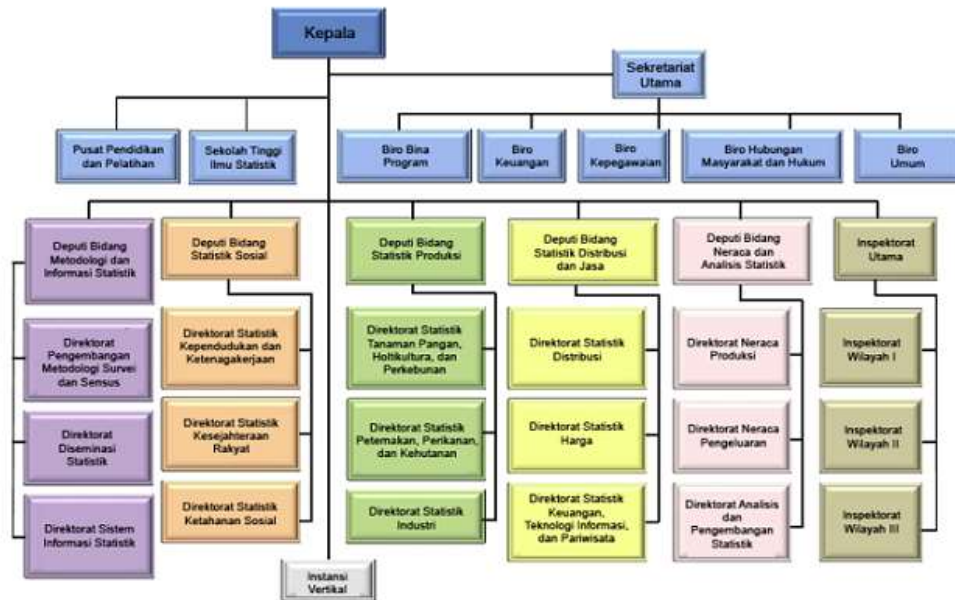 Kepala
Sekretariat
Utama
Pusat Pendidikan
dan Pelatihan
Sekolah Tinggi
Ilmu Statistik
Biro Bina
Program
Biro
Keuangan
Biro
Kepegawaian
Biro Hubungan
Masyarakat dan Hukum
Biro
Umum
Deputi Bidang
Metodologi dan
Informasi Statistik
Deputi Bidang
Statistik Sosial
Deputi Bidang
Statistik Produksi
Deputi Bidang
Statistik Distribusi
dan Jasa
Deputi Bidang
Neraca dan
Analisis Statistik
Inspektorat
Utama
Direktorat
Pengembangan
Metodologi Survei
dan Sensus
Direktorat Statistik
Kependudukan dan
Ketenagakerjaan
Direktorat Statistik
Tanaman Pangan,
Holtikultura, dan
Perkebunan
Direktorat Statistik
Distribusi
Direktorat Neraca
Produksi
Inspektorat
Wilayah I
Direktorat
Diseminasi
Statistik
Direktorat Statistik
Kesejahteraan
Rakyat
Direktorat Statistik
Peternakan, Perikanan,
dan Kehutanan
Direktorat Statistik
Harga
Direktorat Neraca
Pengeluaran
Inspektorat
Wilayah II
Direktorat Sistem
Informasi Statistik
Direktorat Statistik
Ketahanan Sosial
Direktorat Statistik
Industri
Direktorat Statistik
Keuangan,
Teknologi Informasi,
dan Pariwisata
Direktorat Analisis
dan
Pengembangan
Statistik
Inspektorat
Wilayah III
Instansi
Vertikal